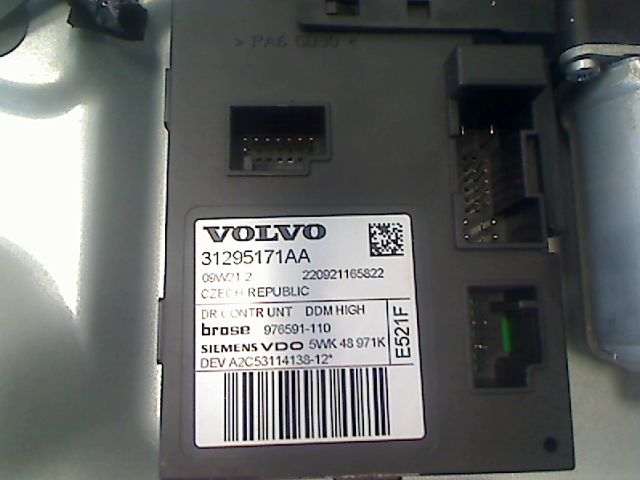 > PA6 GB30 <
VOLVO
31295171AA
09W21 2 220921165822
CZECH REPUBLIC
DR CONTR UNT DDM HIGH
brose 976591-110
SIEMENS VDO 5WK 48 971K
DEV A2C53114138-12*
E521F